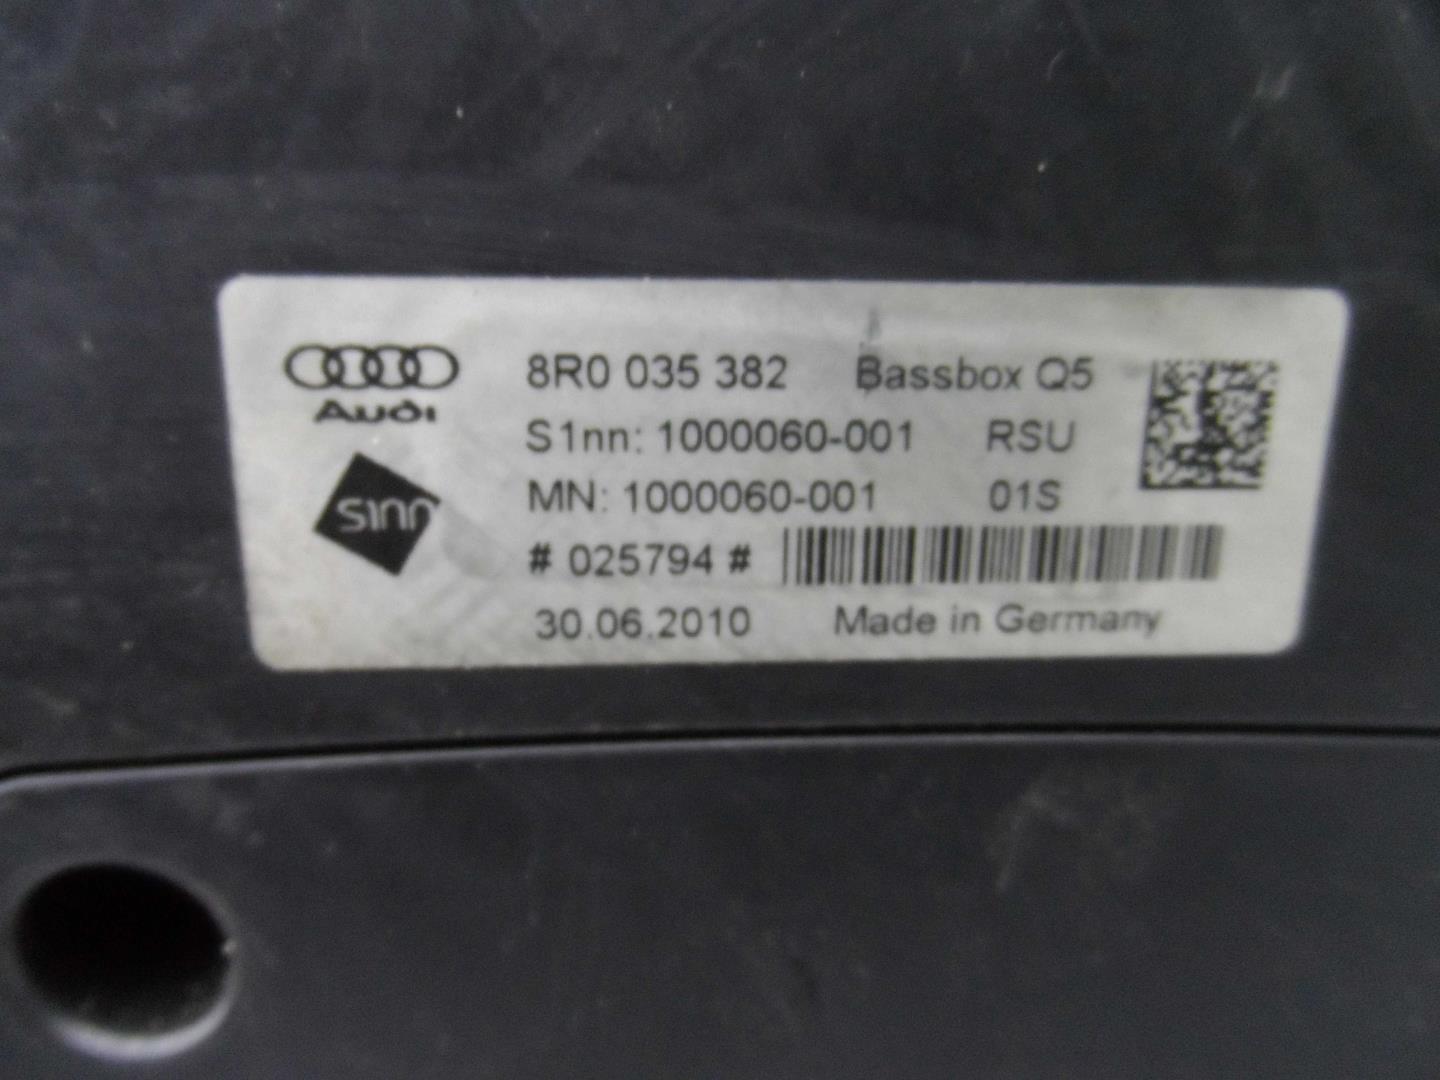 8R0 035 382 Bassbox Q5
Audi
S1nn: 1000060-001 RSU
s1nn
MN: 1000060-001 01S
# 025794 #
30.06.2010 Made in Germany